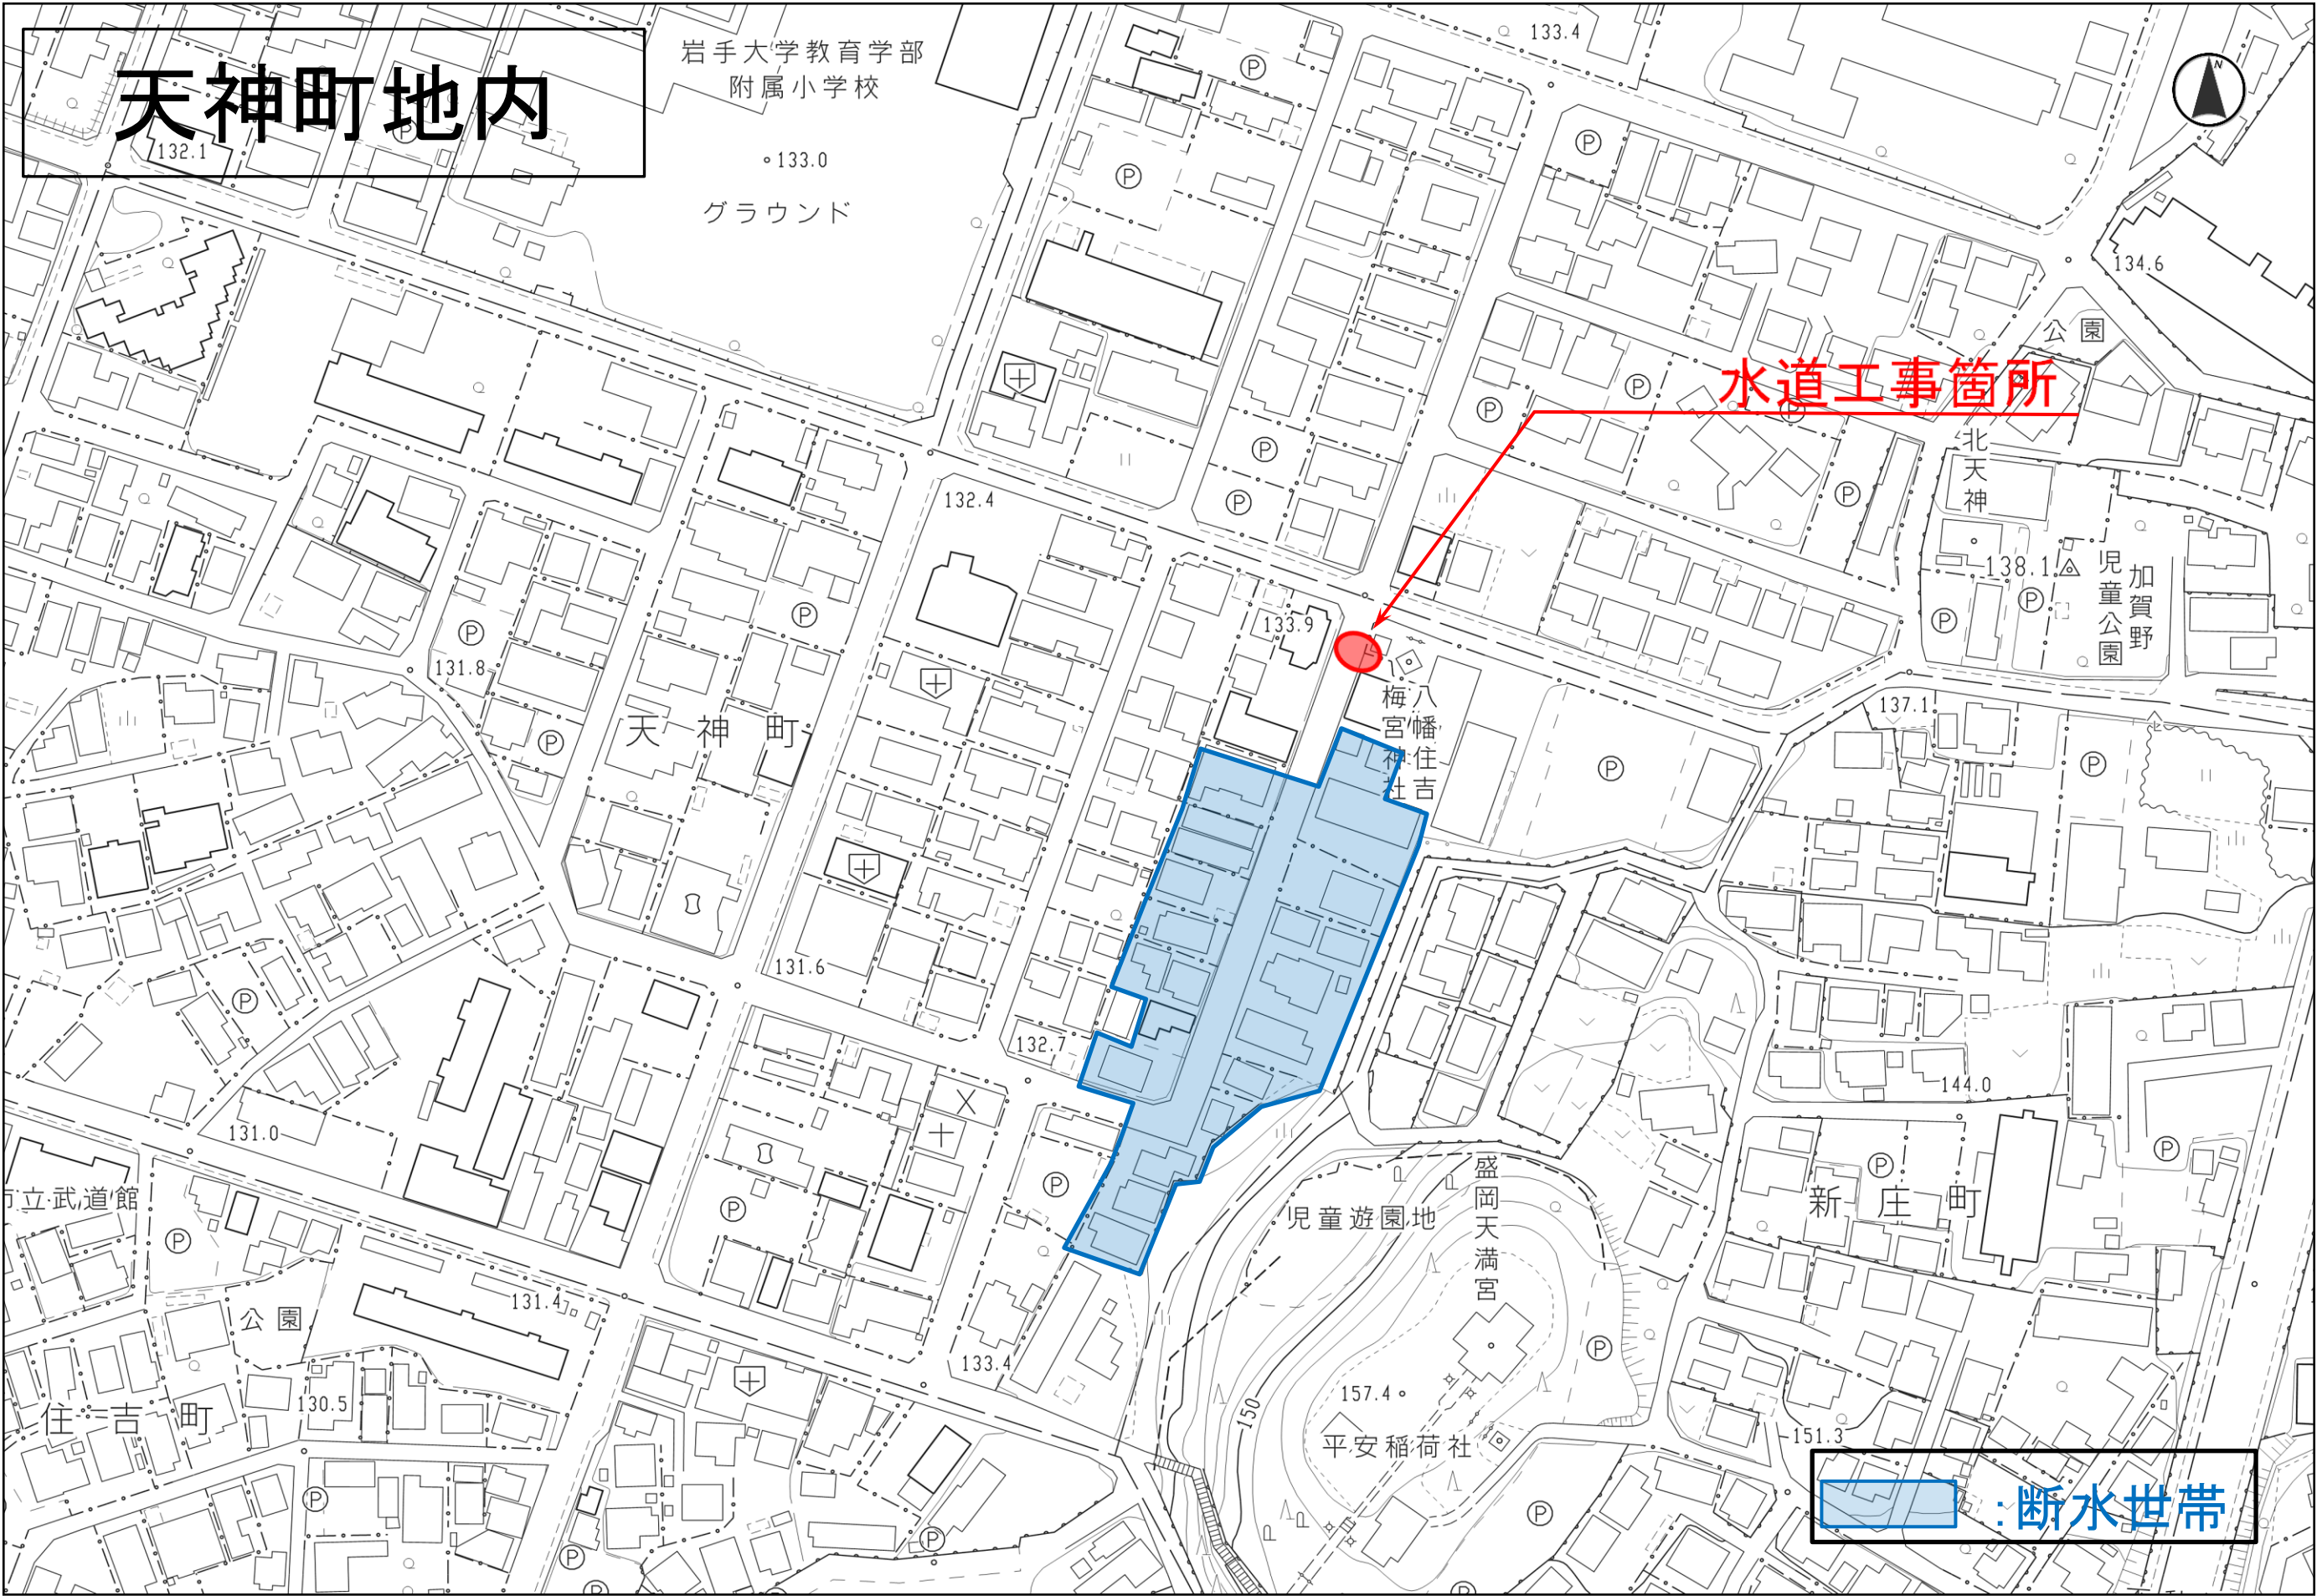 天神町地内
岩手大学教育学部
附属小学校
133.0
グラウンド
133.4
132.1
P
P
P
P
N
134.6
公園
水道工事箇所
P
P
P
P
P
P
P
132.4
北天神
138.1
児童公園
加賀野
P
P
P
P
131.8
133.9
梅宮神社
八幡住吉
137.1
天神町
P
P
P
131.6
P
132.7
144.0
131.0
市立武道館
P
P
P
P
P
盛岡天満宮
児童遊園地
新庄町
公園
131.4
P
133.4
130.5
157.4
150
住吉町
平安稲荷社
151.3
:断水世帯
P
P
P
P
P
P